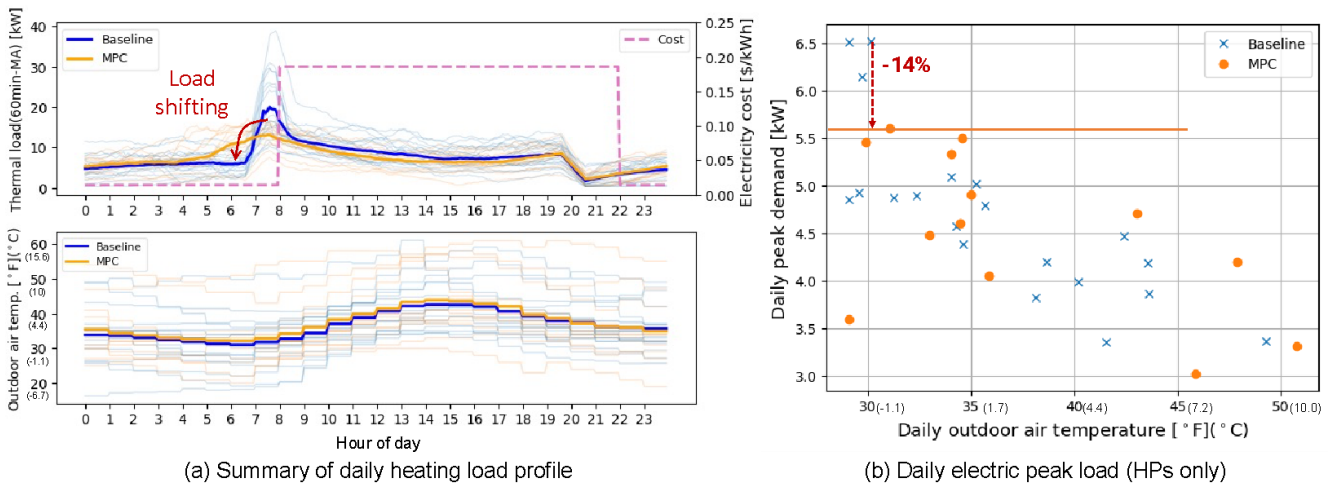 Thermal load(60min-MA) [kW]
40
30
20
10
0
Baseline
MPC
Load
shifting
Cost
0.25
0.20
0.15
0.10
0.05
0.00
Electricity cost [$/kWh]
0 1 2 3 4 5 6 7 8 9 10 11 12 13 14 15 16 17 18 19 20 21 22 23
Outdoor air temp. [°F](°C)
60
(15.6)
50
(10)
40
(4.4)
30
(-1.1)
20
(-6.7)
Baseline
MPC
0 1 2 3 4 5 6 7 8 9 10 11 12 13 14 15 16 17 18 19 20 21 22 23
Hour of day
(a) Summary of daily heating load profile
Daily peak demand [kW]
6.5
6.0
5.5
5.0
4.5
4.0
3.5
3.0
-14%
Baseline
MPC
30(-1.1) 35(1.7) 40(4.4) 45(7.2) 50(10.0)
Daily outdoor air temperature [°F](°C)
(b) Daily electric peak load (HPs only)